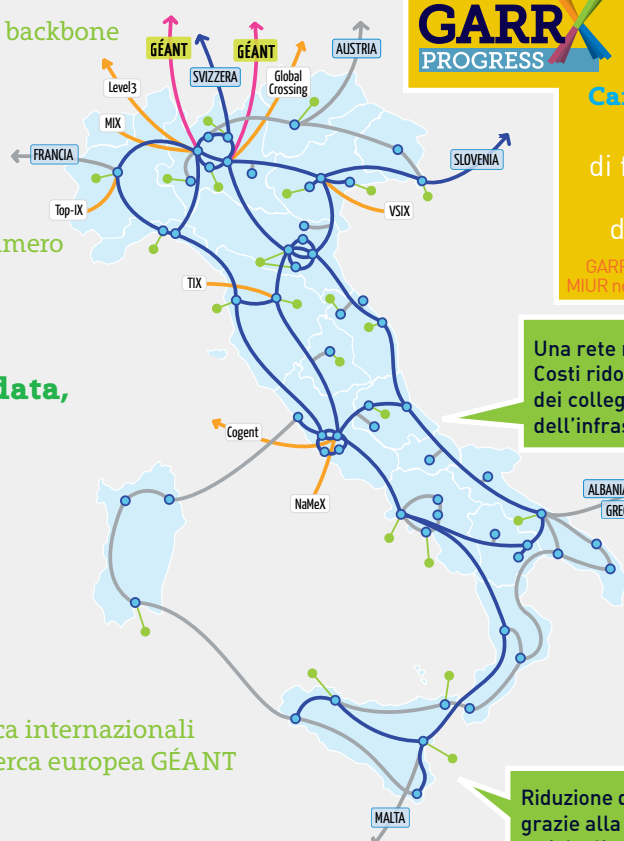 backbone
GARR X
PROGRESS
GÉANT
GÉANT
AUSTRIA
SVIZZERA
Global
Crossing
Level3
MIX
FRANCIA
SLOVENIA
di f
d
Top-IX
VSIX
GARR
MIUR ne
mero
TIX
Una rete
Costi rido
dei colleg
dell'infras
data,
Cogent
NaMeX
ALBANIA
GRE
ca internazionali
erca europea GÉANT
Riduzione
grazie alla
MALTA